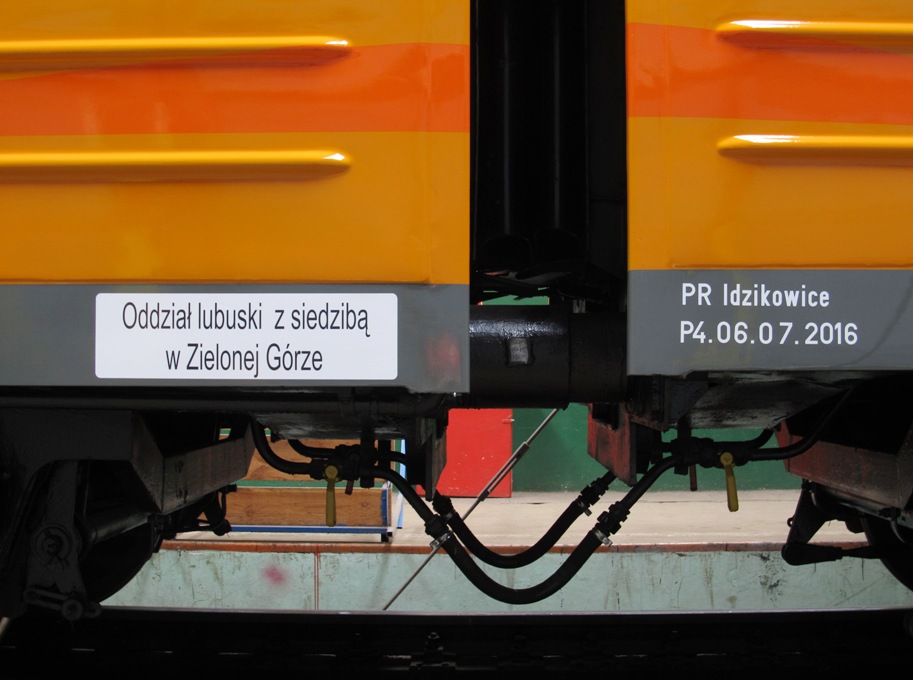 Oddział lubuski z siedzibą
w Zielonej Górze
PR Idzikowice
P4.06.07.2016